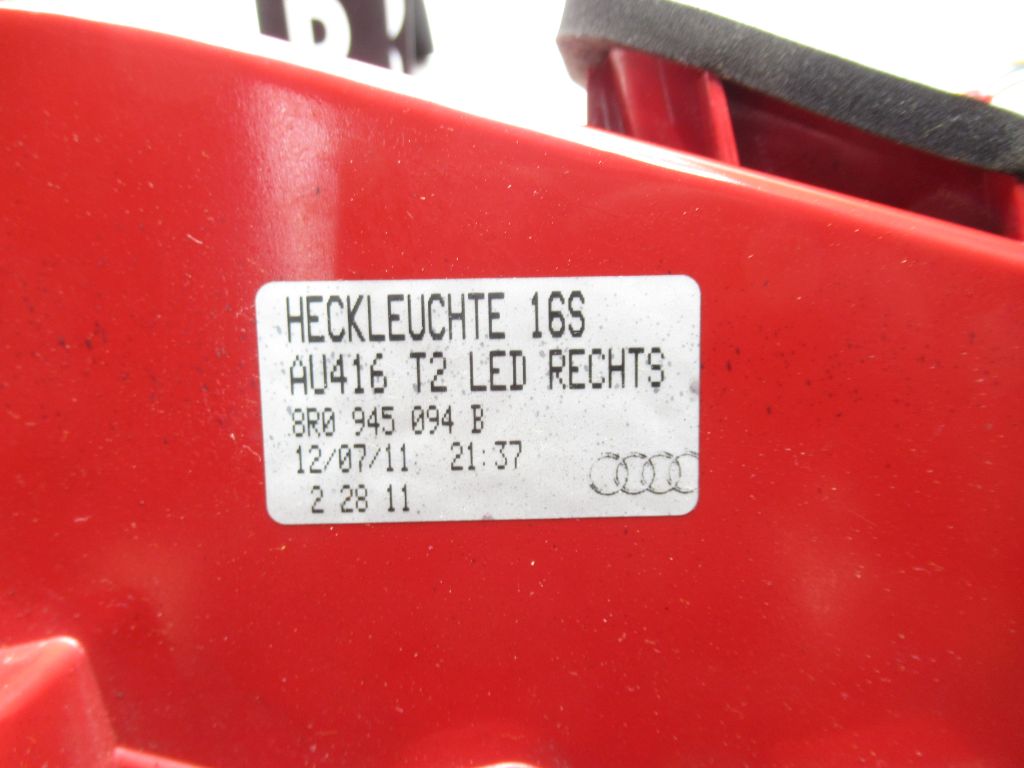 HECKLEUCHTE 16S
AU416 T2 LED RECHTS
8R0 945 094 B
12/07/11 21:37
2 28 11